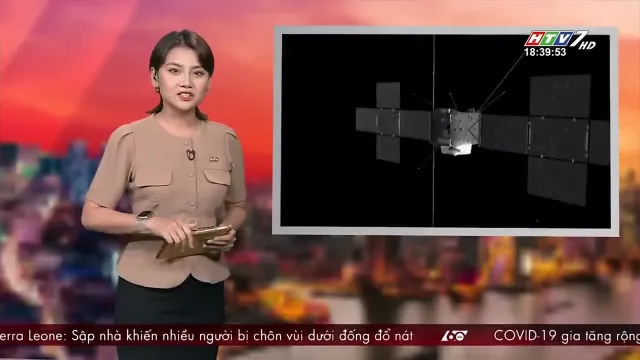 HTV7 HD
18:39:53
erra Leone: Sập nhà khiến nhiều người bị chôn vùi dưới đống đổ nát
60 COVID-19 gia tăng rộng